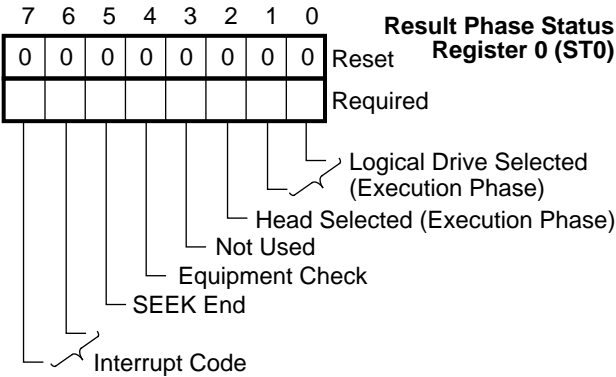 7 6 5 4 3 2 1 0
Result Phase Status
Register 0 (ST0)
0 0 0 0 0 0 0 0 Reset
Required
Logical Drive Selected
(Execution Phase)
Head Selected (Execution Phase)
Not Used
Equipment Check
SEEK End
Interrupt Code